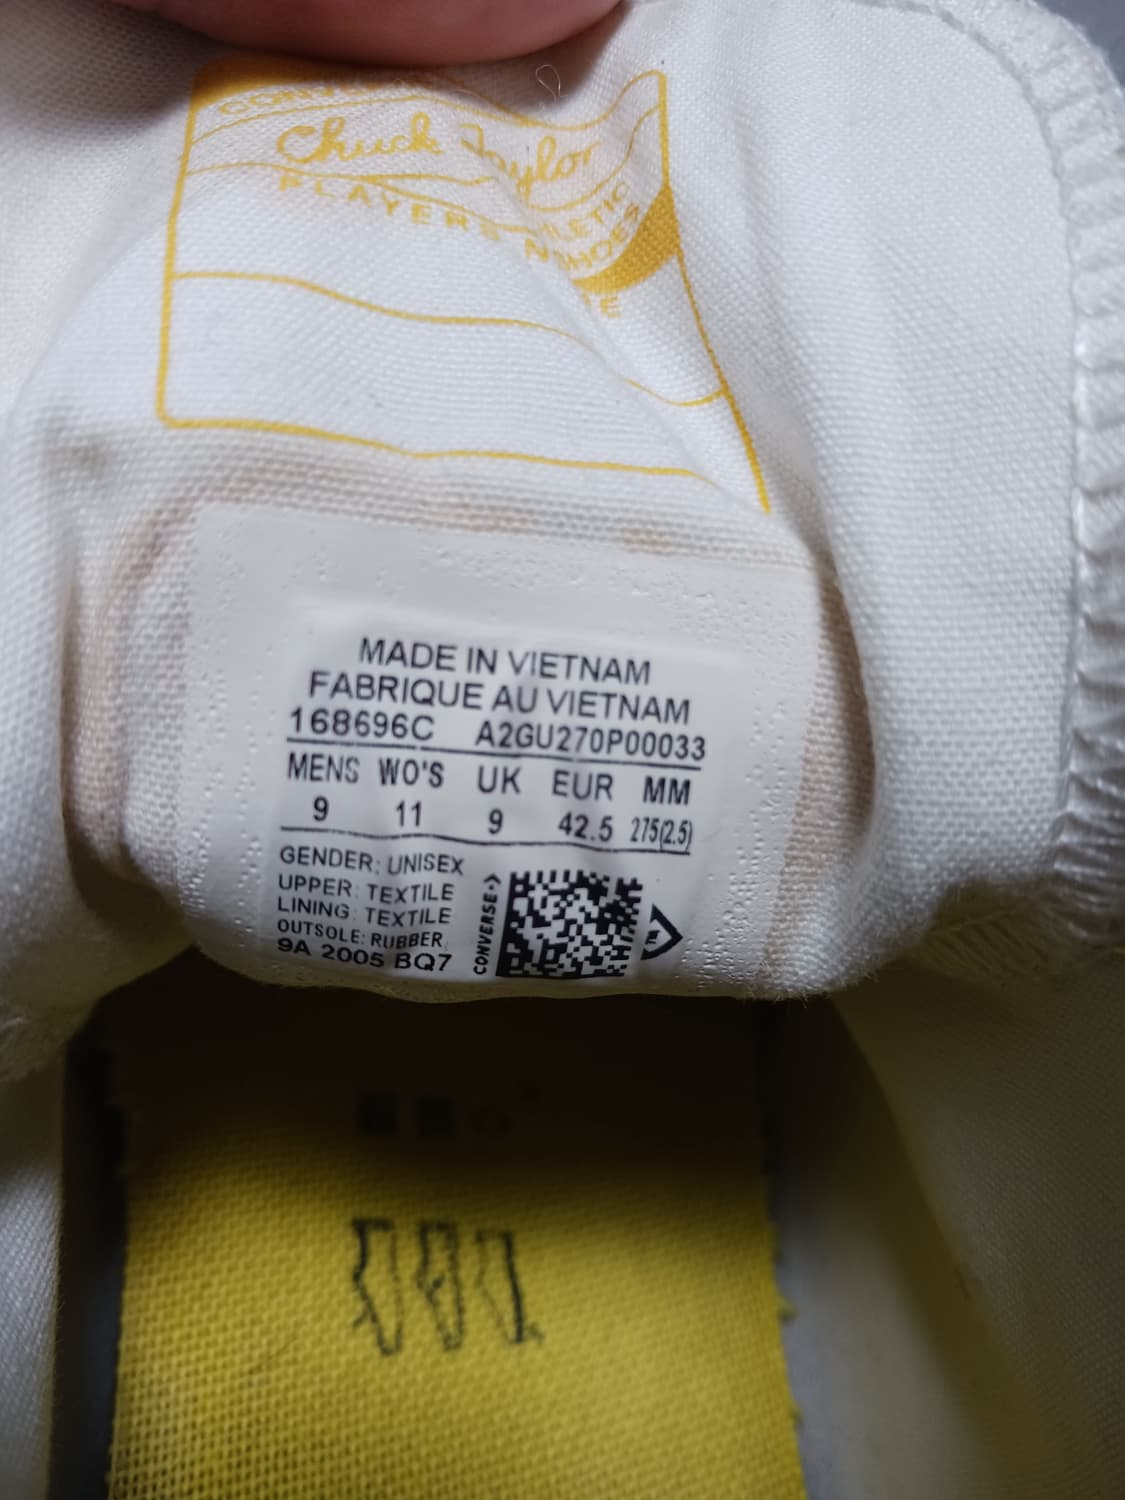 Chuck Taylor
PLAYERS NAME
MADE IN VIETNAM
FABRIQUE AU VIETNAM
168696C A2GU270P00033
MENS WO'S UK EUR MM
9 11 9 42.5 275(2.5)
GENDER: UNISEX
UPPER: TEXTILE
LINING: TEXTILE
OUTSOLE: RUBBER
9A 2005 BQ7
CONVERSE